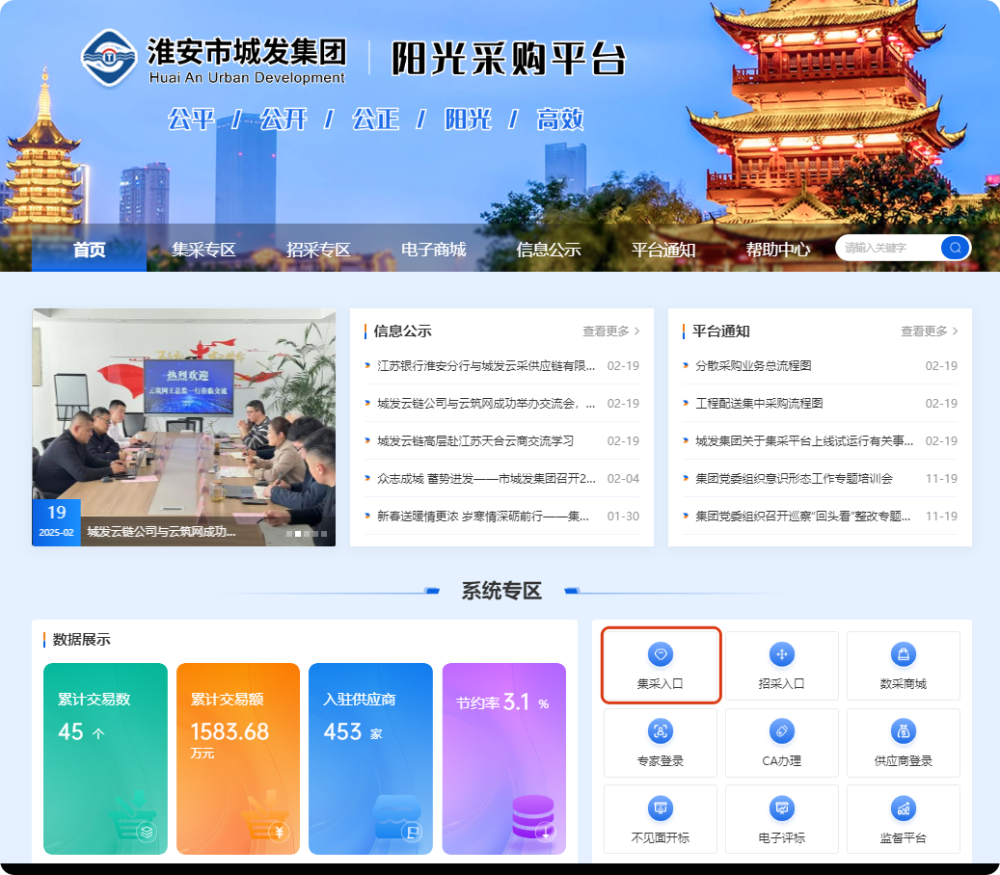 淮安市城发集团
Huai An Urban Development
阳光采购平台
公平 / 公开 / 公正 / 阳光 / 高效
首页 集采专区 招采专区 电子商城 信息公示 平台通知 帮助中心 请输入关键字
热烈欢迎
云筑网王总监一行莅临交流
19
2025-02
城发云链公司与云筑网成功...
信息公示 查看更多 >
江苏银行淮安分行与城发云采供应链有限... 02-19
城发云链公司与云筑网成功举办交流会，... 02-19
城发云链高层赴江苏天合云商交流学习 02-19
众志成城 蓄势进发——市城发集团召开2... 02-04
新春送暖情更浓 岁寒情深砺前行——集... 01-30
平台通知 查看更多 >
分散采购业务总流程图 02-19
工程配送集中采购流程图 02-19
城发集团关于集采平台上线试运行有关事... 02-19
集团党委组织意识形态工作专题培训会 11-19
集团党委组织召开巡察“回头看”整改专题... 11-19
系统专区
数据展示
累计交易数
45 个
累计交易额
1583.68
万元
入驻供应商
453 家
节约率 3.1 %
集采入口 招采入口 数采商城
专家登录 CA办理 供应商登录
不见面开标 电子评标 监督平台